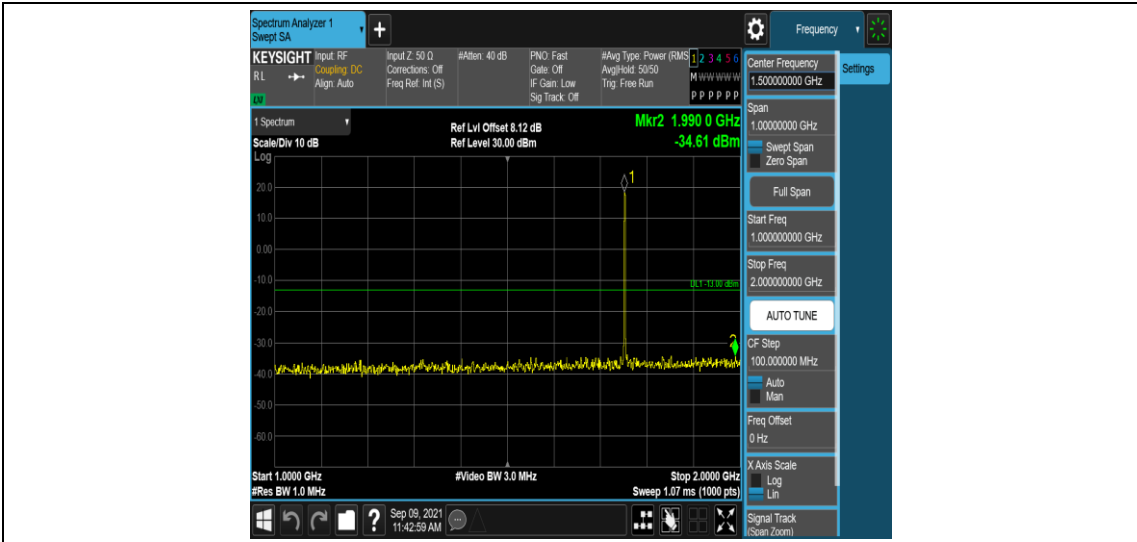 Spectrum Analyzer 1
Swept SA
Frequency
KEYSIGHT
RL
LXI
Input: RF
Coupling: DC
Align: Auto
Input Z: 50 Ω
Corrections: Off
Freq Ref: Int (S)
#Atten: 40 dB
PNO: Fast
Gate: Off
IF Gain: Low
Sig Track: Off
#Avg Type: Power (RMS
Avg|Hold: 50/50
Trig: Free Run
1 2 3 4 5 6
M W W W W W
P P P P P P
1 Spectrum
Scale/Div 10 dB
Log
Ref Lvl Offset 8.12 dB
Ref Level 30.00 dBm
Mkr2 1.990 0 GHz
-34.61 dBm
1
20.0
10.0
0.00
-10.0
DL1 -13.00 dBm
-20.0
-30.0
2
-40.0
-50.0
-60.0
Start 1.0000 GHz
#Video BW 3.0 MHz
Stop 2.0000 GHz
#Res BW 1.0 MHz
Sweep 1.07 ms (1000 pts)
?
Sep 09, 2021
11:42:59 AM
Center Frequency
1.500000000 GHz
Settings
Span
1.00000000 GHz
Swept Span
Zero Span
Full Span
Start Freq
1.000000000 GHz
Stop Freq
2.000000000 GHz
AUTO TUNE
CF Step
100.000000 MHz
Auto
Man
Freq Offset
0 Hz
X Axis Scale
Log
Lin
Signal Track
(Span Zoom)